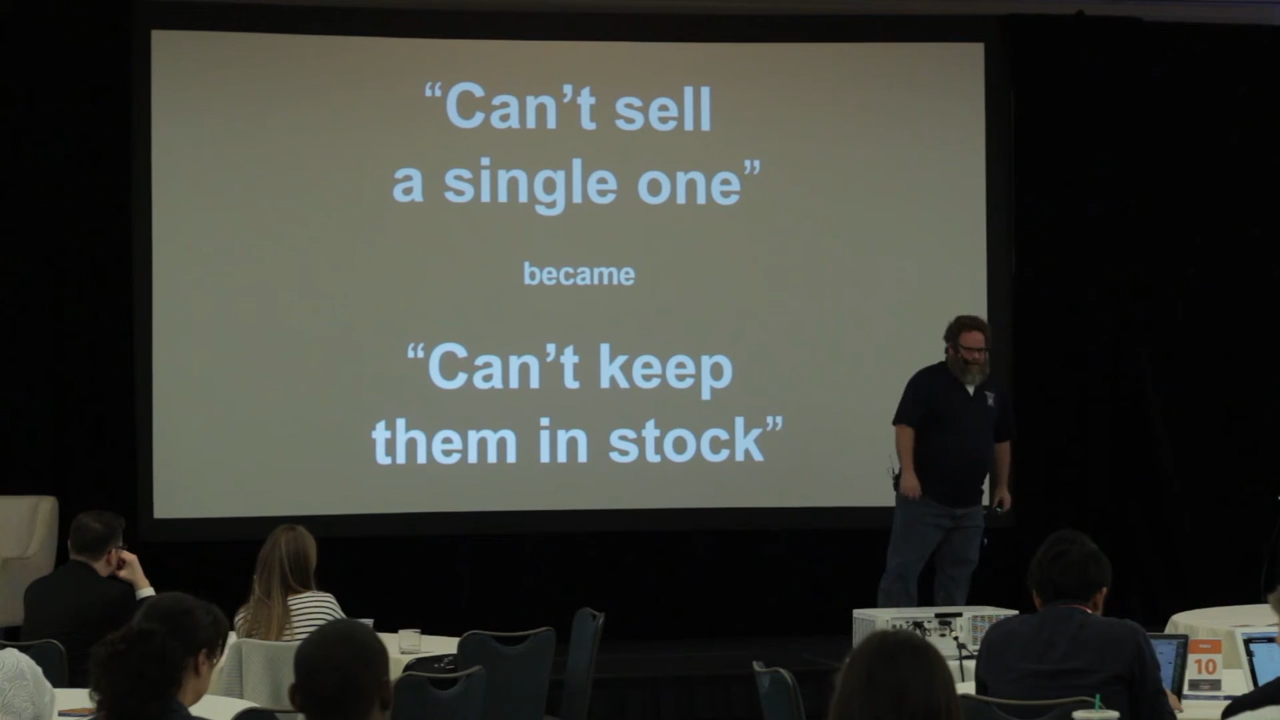 “Can’t sell
a single one”
became
“Can’t keep
them in stock”
10